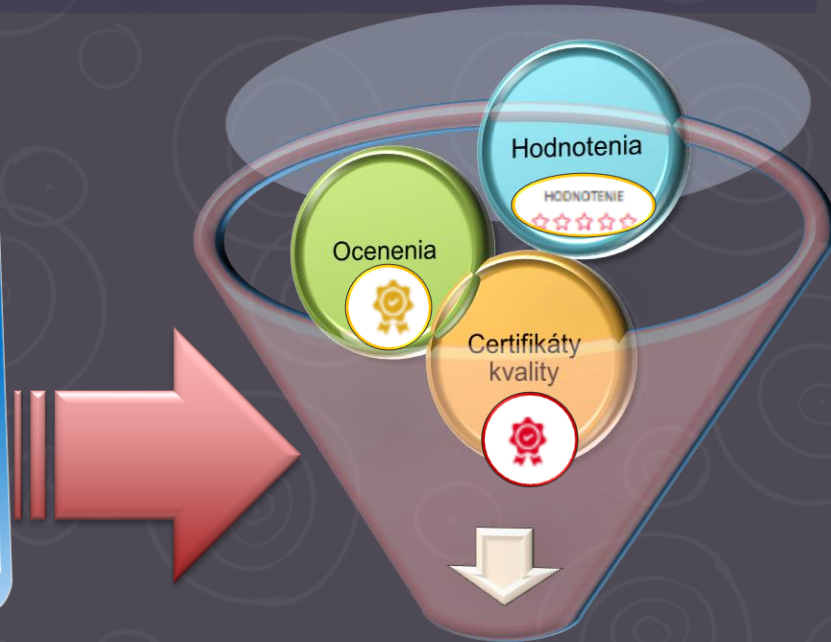 Hodnotenia
HODNOTENIE
Ocenenia
Certifikáty
kvality